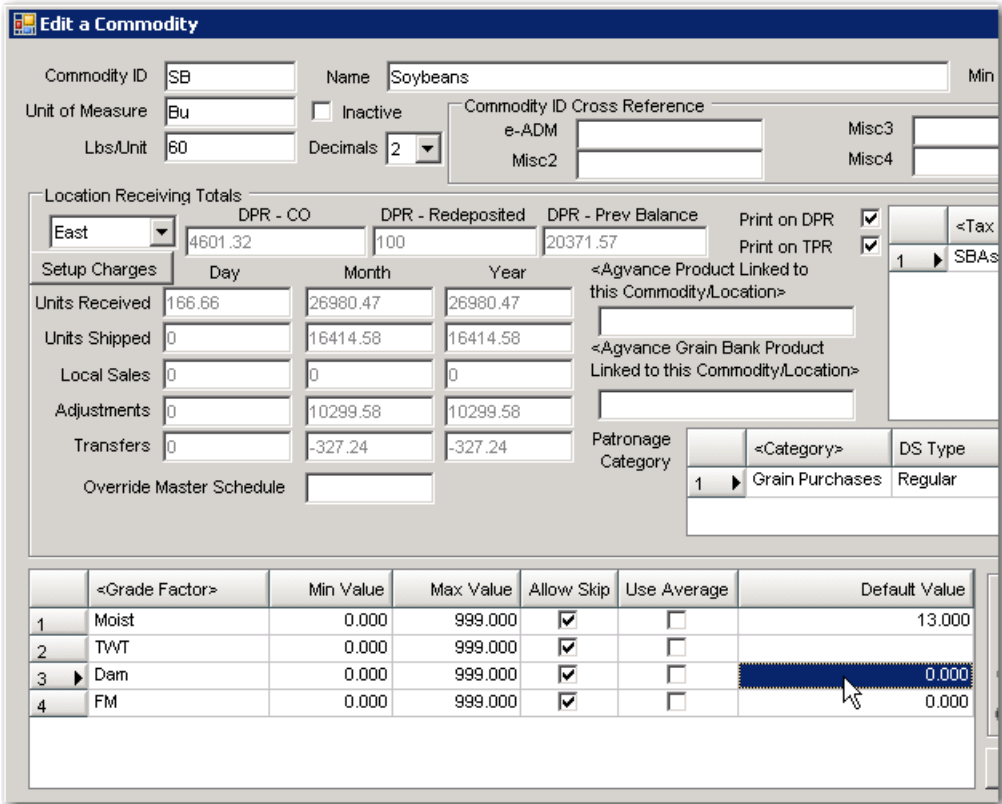 Edit a Commodity
Commodity ID SB Name Soybeans Min
Unit of Measure Bu Inactive Commodity ID Cross Reference
e-ADM Misc3
Lbs/Unit 60 Decimals 2 Misc2 Misc4
Location Receiving Totals
East DPR - CO DPR - Redeposited DPR - Prev Balance Print on DPR <Tax
4601.32 100 20371.57 Print on TPR 1 SBAs
Setup Charges Day Month Year <Agvance Product Linked to
this Commodity/Location>
Units Received 166.66 26980.47 26980.47
Units Shipped 0 16414.58 16414.58 <Agvance Grain Bank Product
Linked to this Commodity/Location>
Local Sales 0 0 0
Adjustments 0 10299.58 10299.58
Transfers 0 -327.24 -327.24 Patronage
Category <Category> DS Type
1 Grain Purchases Regular
Override Master Schedule
<Grade Factor> Min Value Max Value Allow Skip Use Average Default Value
1 Moist 0.000 999.000 13.000
2 TWT 0.000 999.000
3 Dam 0.000 999.000 0.000
4 FM 0.000 999.000 0.000